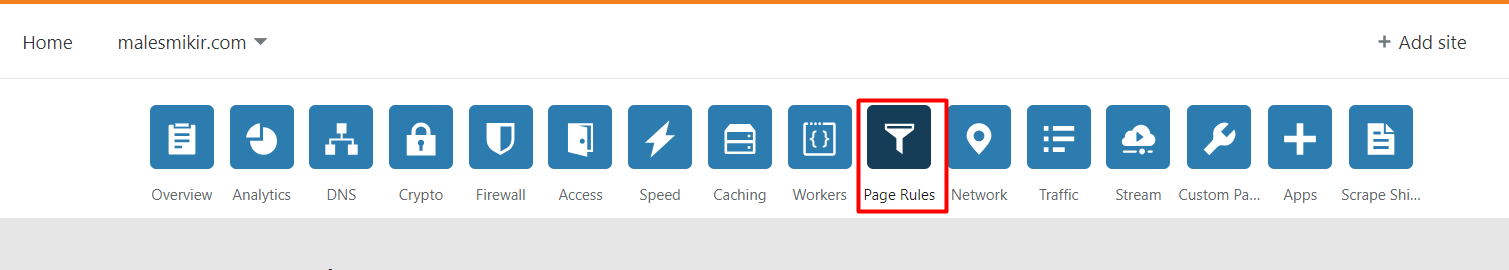 Home malesmikir.com + Add site
Overview Analytics DNS Crypto Firewall Access Speed Caching Workers Page Rules Network Traffic Stream Custom Pa... Apps Scrape Shi...